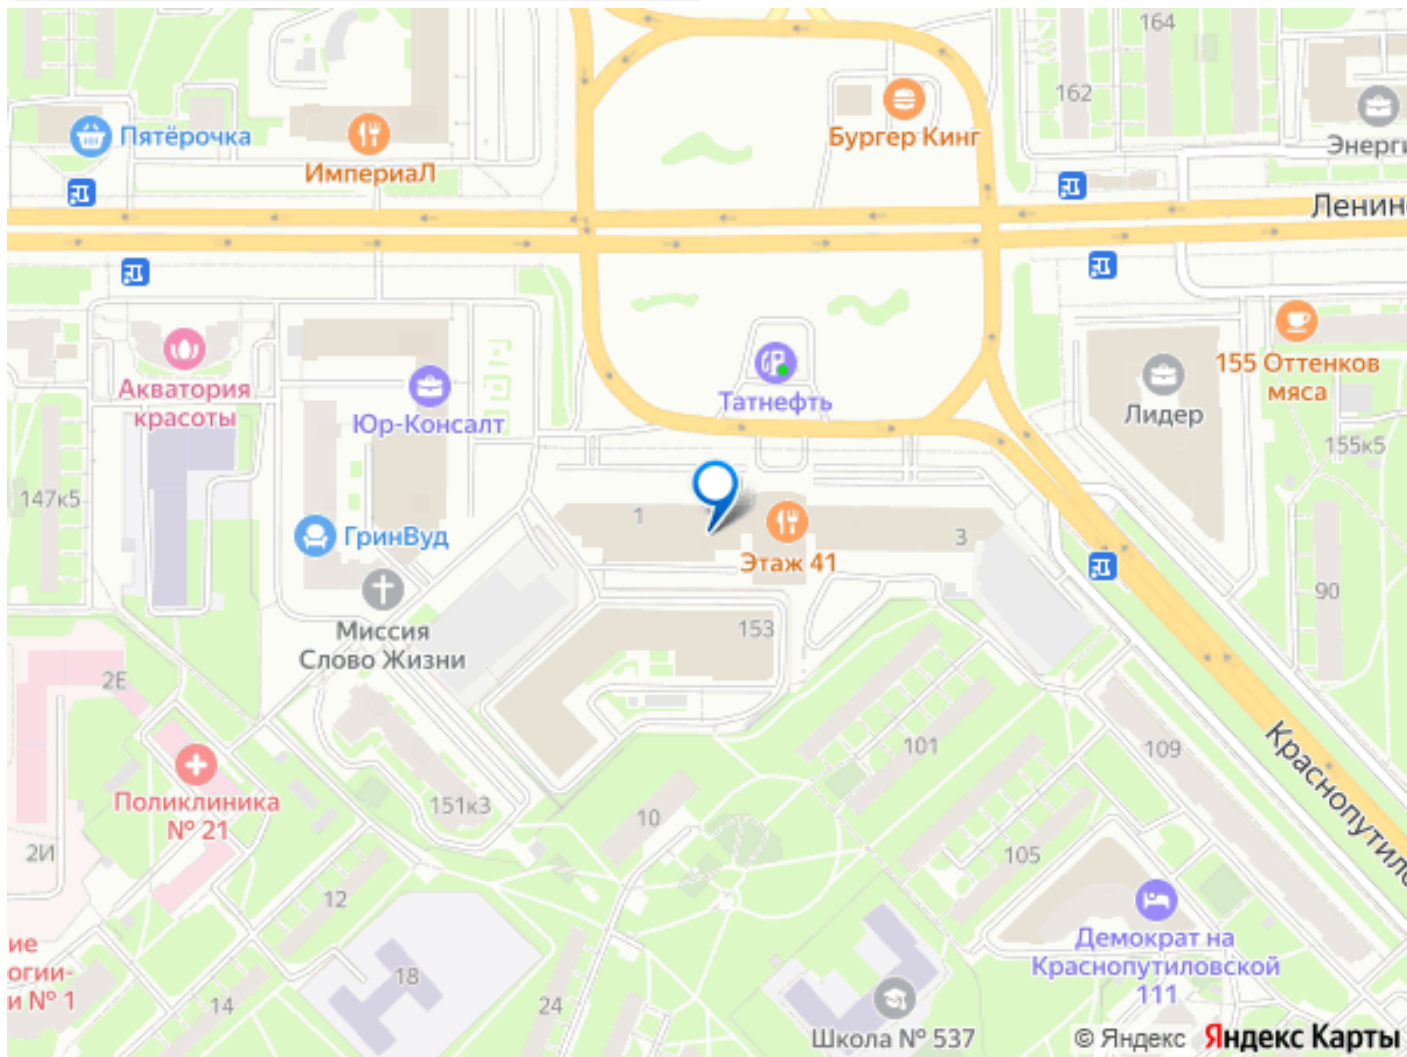 164
162
Бургер Кинг
Пятёрочка
ИмпериаЛ
Энерги
Ленин
Акватория
красоты
Юр-Консалт
Татнефть
155 Оттенков
мяса
Лидер
155к5
147к5
1
3
ГринВуд
Этаж 41
90
Миссия
Слово Жизни
153
2Е
101
109
Краснопутило
Поликлиника
№ 21
151к3
10
2И
105
12
Демократ на
Краснопутиловской
111
ие
огии-
и № 1
18
14
24
Школа № 537
© Яндекс Яндекс Карты